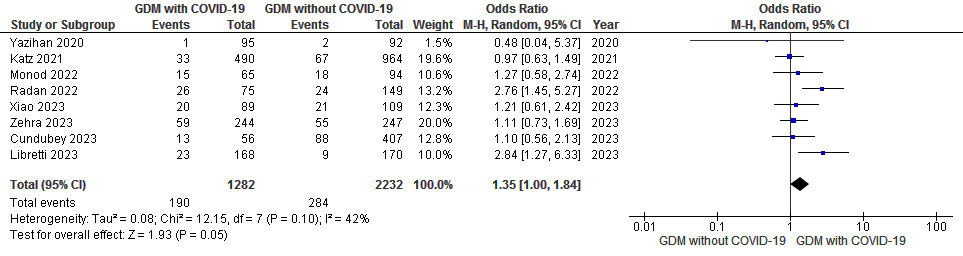 GDM with COVID-19 GDM without COVID-19 Odds Ratio Odds Ratio
Study or Subgroup Events Total Events Total Weight M-H, Random, 95% CI Year M-H, Random, 95% CI
Yazihan 2020 1 95 2 92 1.5% 0.48 [0.04, 5.37] 2020
Katz 2021 33 490 67 964 19.6% 0.97 [0.63, 1.49] 2021
Monod 2022 15 65 18 94 10.6% 1.27 [0.58, 2.74] 2022
Radan 2022 26 75 24 149 13.2% 2.76 [1.45, 5.27] 2022
Xiao 2023 20 89 21 109 12.3% 1.21 [0.61, 2.42] 2023
Zehra 2023 59 244 55 247 20.0% 1.11 [0.73, 1.69] 2023
Cundubey 2023 13 56 88 407 12.8% 1.10 [0.56, 2.13] 2023
Libretti 2023 23 168 9 170 10.0% 2.84 [1.27, 6.33] 2023
Total (95% CI) 1282 2232 100.0% 1.35 [1.00, 1.84]
Total events 190 284
Heterogeneity: Tau² = 0.08; Chi² = 12.15, df = 7 (P = 0.10); I² = 42%
Test for overall effect: Z = 1.93 (P = 0.05)
0.01 0.1 1 10 100
GDM without COVID-19 GDM with COVID-19